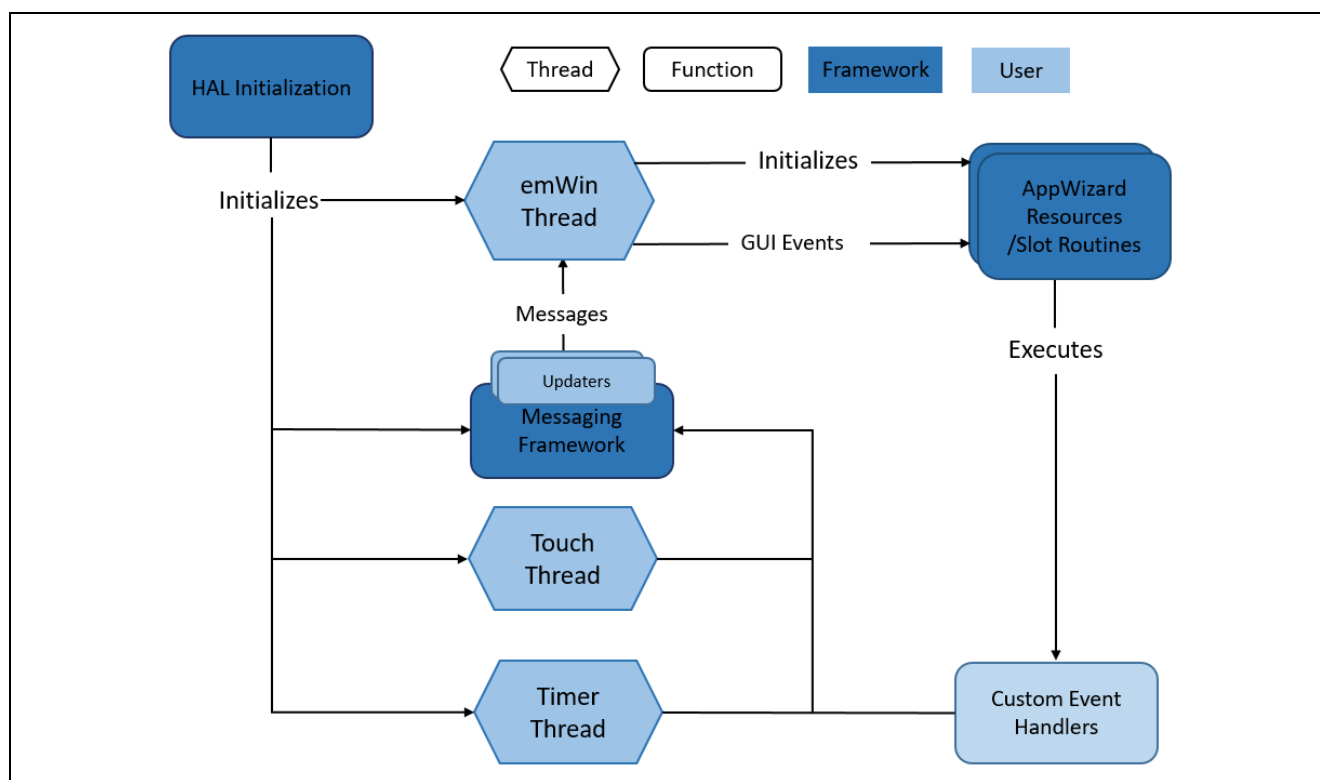 HAL Initialization
Thread
Function
Framework
User
Initializes
emWin
Thread
Initializes
GUI Events
AppWizard
Resources
/Slot Routines
Messages
Executes
Updaters
Messaging
Framework
Touch
Thread
Timer
Thread
Custom Event
Handlers